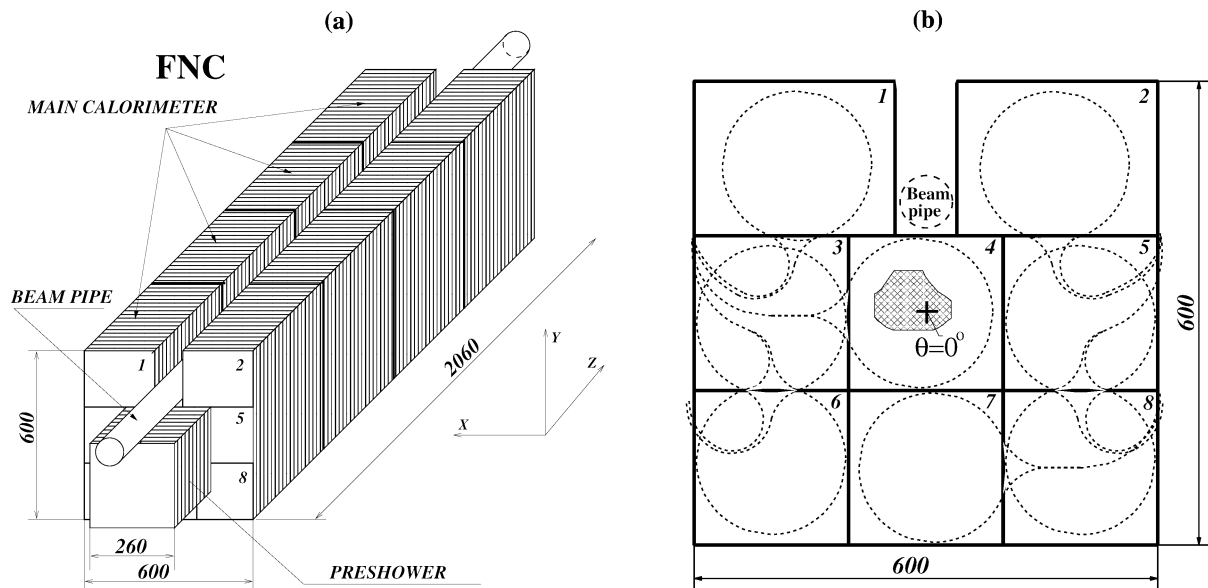 (a)
FNC
MAIN CALORIMETER
BEAM PIPE
1
2
5
8
600
260
600
2060
Y
Z
X
PRESHOWER
(b)
1
2
Beam
pipe
3
4
5
θ=0°
6
7
8
600
600